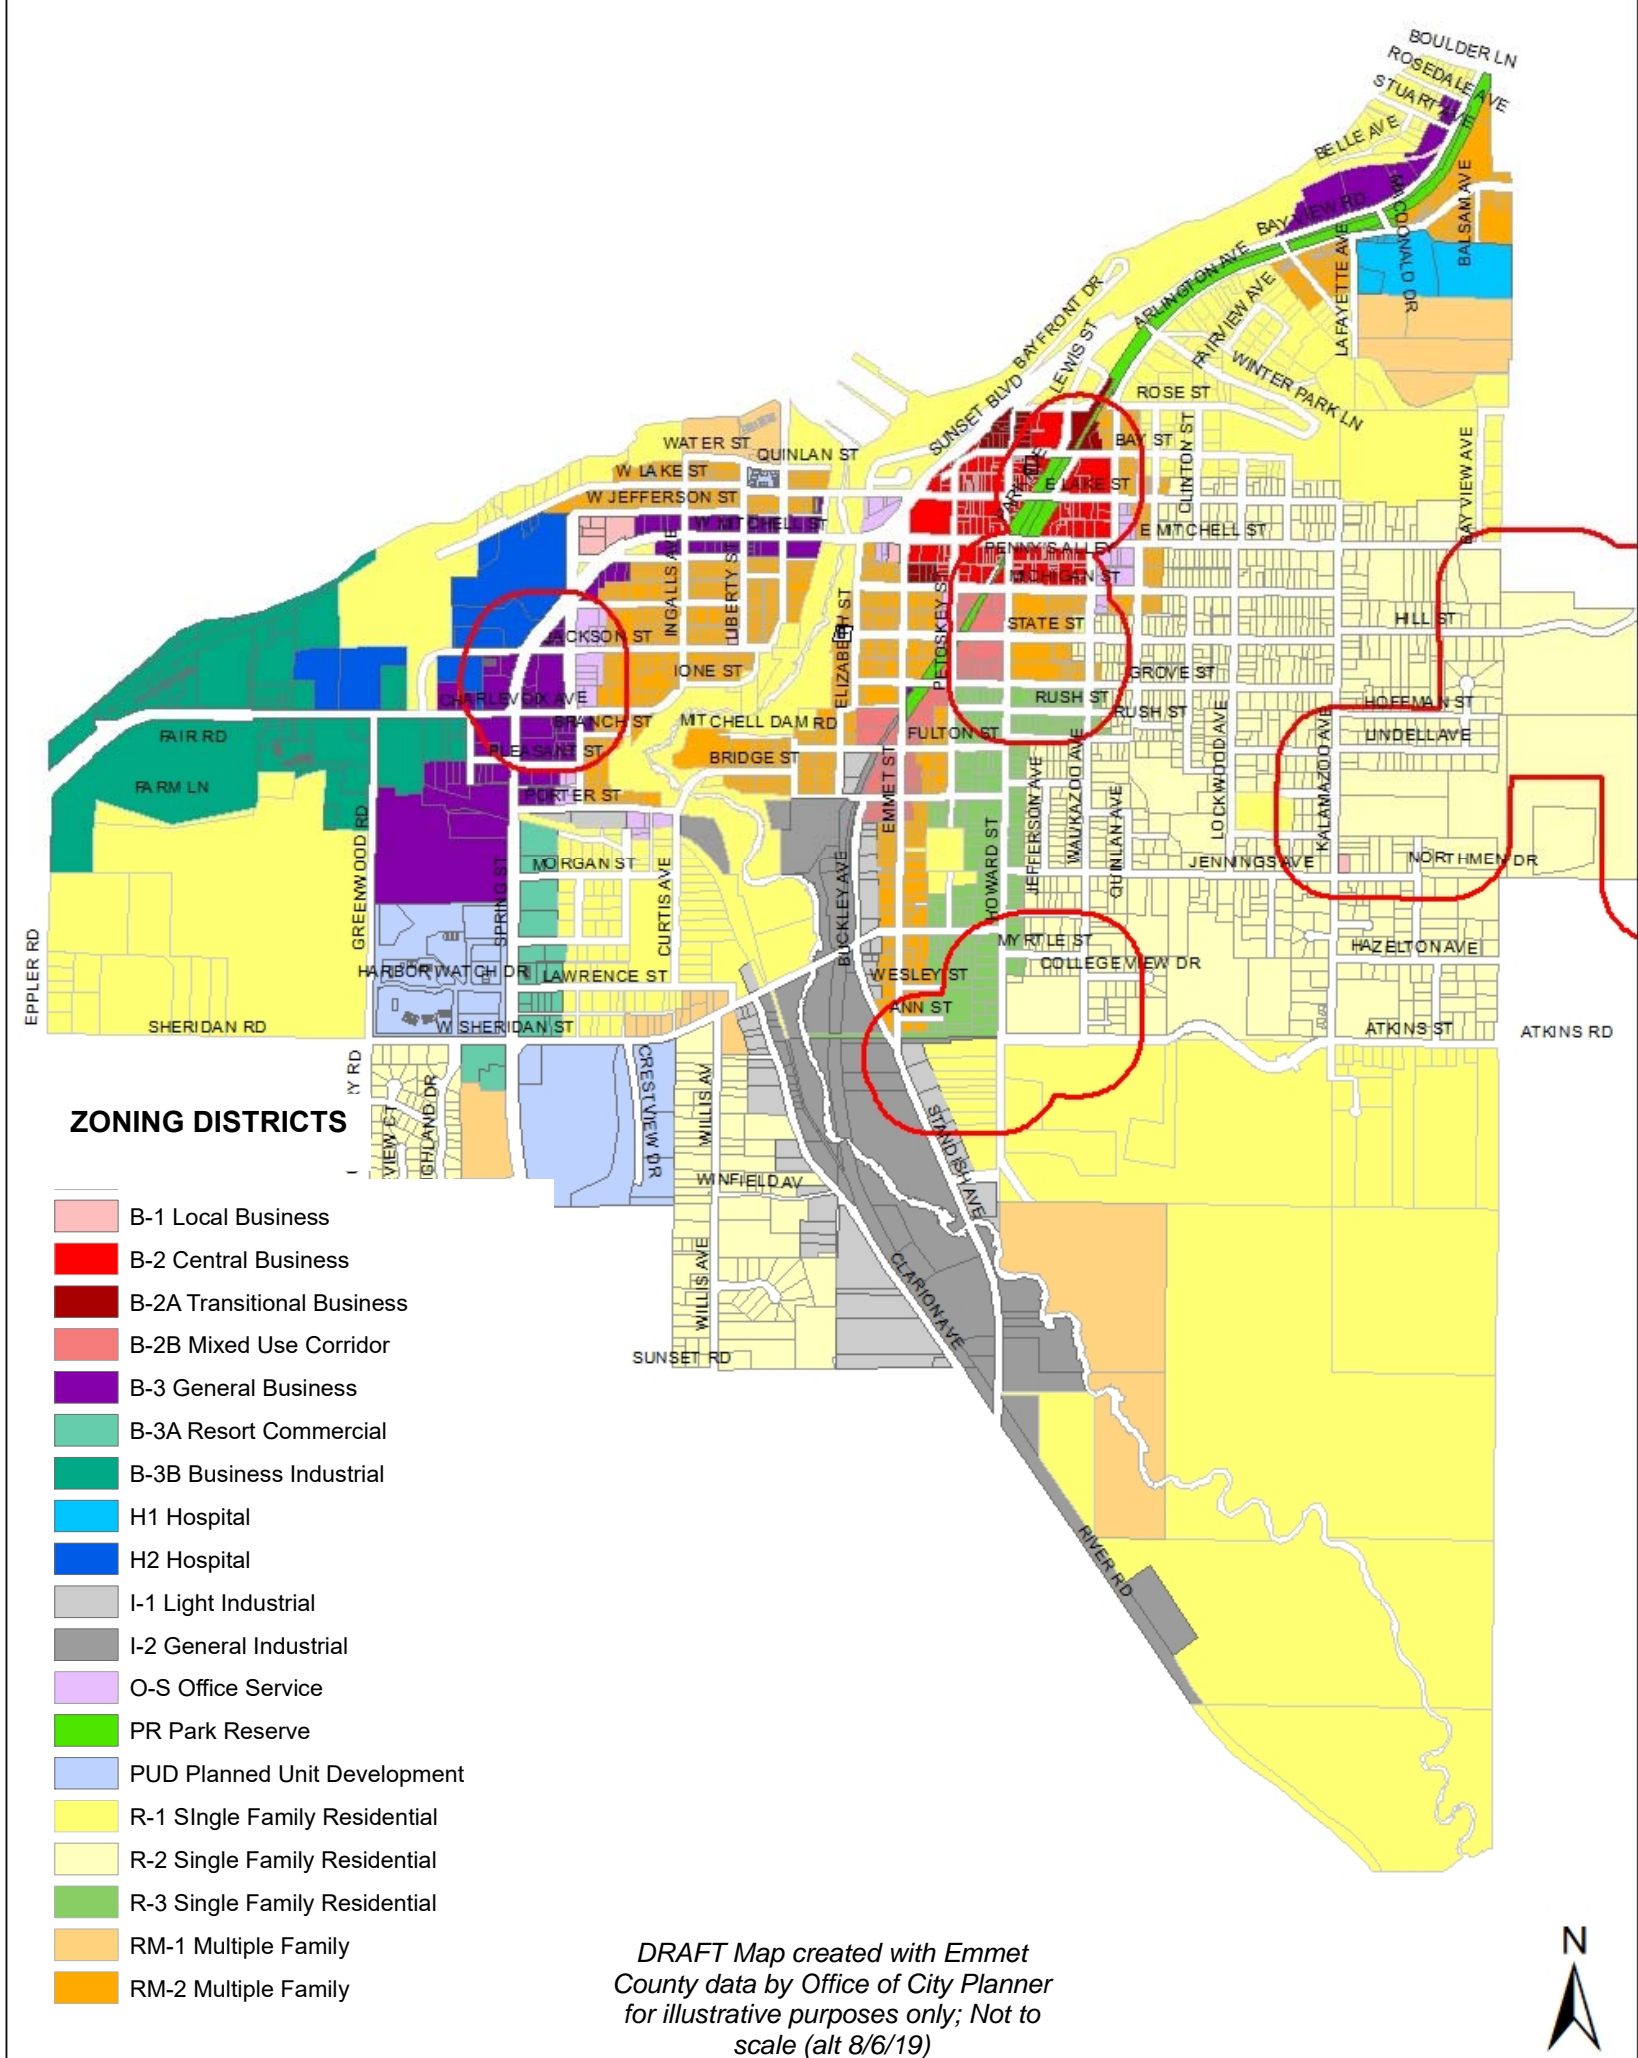 BOULDER LN
ROSEDALE AVE
STUART AVE
BELLE AVE
BALSAM AVE
MACDONALD DR
BAY VIEW RD
LAFAYETTE AVE
ARLINGTON AVE
FAIRVIEW AVE
BAYFRONT DR
LEWIS ST
WINTER PARK LN
SUNSET BLVD
ROSE ST
WATER ST
QUINLAN ST
BAY ST
CLINTON ST
BAY VIEW AVE
W LAKE ST
E LAKE ST
W JEFFERSON ST
W MITCHELL ST
E MITCHELL ST
PENNY'S ALLEY
MICHIGAN ST
INGALLS AVE
LIBERTY ST
ELIZABETH ST
PETOSKEY ST
STATE ST
HILL ST
JACKSON ST
IONE ST
GROVE ST
CHARLEVOIX AVE
RUSH ST
RUSH ST
HOFFMAN ST
BRANCH ST
MITCHELL DAM RD
FULTON ST
LINDELL AVE
FAIR RD
PLEASANT ST
BRIDGE ST
EMMET ST
FARM LN
PORTER ST
GREENWOOD RD
JEFFERSON AVE
WAUKAZOO AVE
QUINLAN AVE
LOCKWOOD AVE
KALAMAZOO AVE
MORGAN ST
JENNINGS AVE
NORTHMEN DR
SPRING ST
CURTIS AVE
BUCKLEY AVE
HOWARD ST
EPPLER RD
MYRTLE ST
HAZELTON AVE
HARBOR WATCH DR
LAWRENCE ST
WESLEY ST
COLLEGE VIEW DR
ANN ST
SHERIDAN RD
W SHERIDAN ST
ATKINS ST
ATKINS RD
Y RD
VIEW CT
GHLAND DR
CRESTVIEW DR
WILLIS AV
STANDISH AVE
WINFIELD AV
WILLIS AVE
CLARION AVE
SUNSET RD
RIVER RD
ZONING DISTRICTS
B-1 Local Business
B-2 Central Business
B-2A Transitional Business
B-2B Mixed Use Corridor
B-3 General Business
B-3A Resort Commercial
B-3B Business Industrial
H1 Hospital
H2 Hospital
I-1 Light Industrial
I-2 General Industrial
O-S Office Service
PR Park Reserve
PUD Planned Unit Development
R-1 SIngle Family Residential
R-2 Single Family Residential
R-3 Single Family Residential
RM-1 Multiple Family
RM-2 Multiple Family
DRAFT Map created with Emmet
County data by Office of City Planner
for illustrative purposes only; Not to
scale (alt 8/6/19)
N